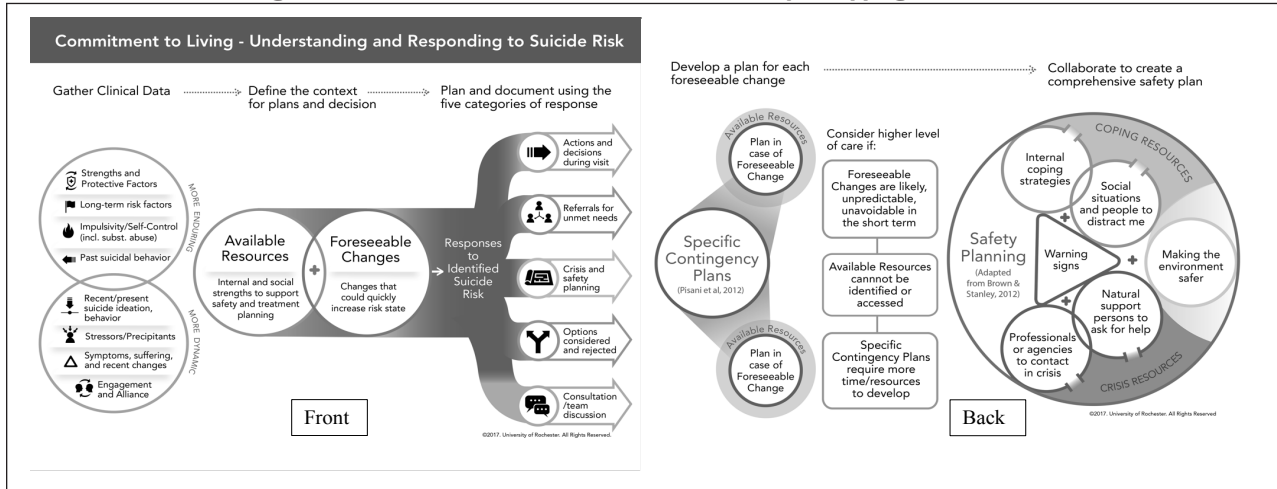 Commitment to Living - Understanding and Responding to Suicide Risk
Gather Clinical Data
Define the context
for plans and decision
Plan and document using the
five categories of response
Strengths and
Protective Factors
Long-term risk factors
Impulsivity/Self-Control
(incl. subst. abuse)
Past suicidal behavior
MORE ENDURING
Recent/present
suicide ideation,
behavior
Stressors/Precipitants
Symptoms, suffering,
and recent changes
Engagement
and Alliance
MORE DYNAMIC
Available
Resources
Internal and social
strengths to support
safety and treatment
planning
Foreseeable
Changes
Changes that
could quickly
increase risk state
Responses
to
Identified
Suicide
Risk
Actions and
decisions
during visit
Referrals for
unmet needs
Crisis and
safety
planning
Options
considered
and rejected
Consultation
/team
discussion
Front
©2017. University of Rochester. All Rights Reserved.
Develop a plan for each
foreseeable change
Collaborate to create a
comprehensive safety plan
Available Resources
Plan in
case of
Foreseeable
Change
Specific
Contingency
Plans
(Pisani et al, 2012)
Available Resources
Plan in
case of
Foreseeable
Change
Consider higher level
of care if:
Foreseeable
Changes are likely,
unpredictable,
unavoidable in
the short term
Available Resources
cannnot be
identified or
accessed
Specific
Contingency Plans
require more
time/resources
to develop
Safety
Planning
(Adapted
from Brown &
Stanley, 2012)
COPING RESOURCES
Internal
coping
strategies
Social
situations
and people to
distract me
Warning
signs
Making the
environment
safer
Natural
support
persons to
ask for help
Professionals
or agencies
to contact
in crisis
CRISIS RESOURCES
Back
©2017. University of Rochester. All Rights Reserved